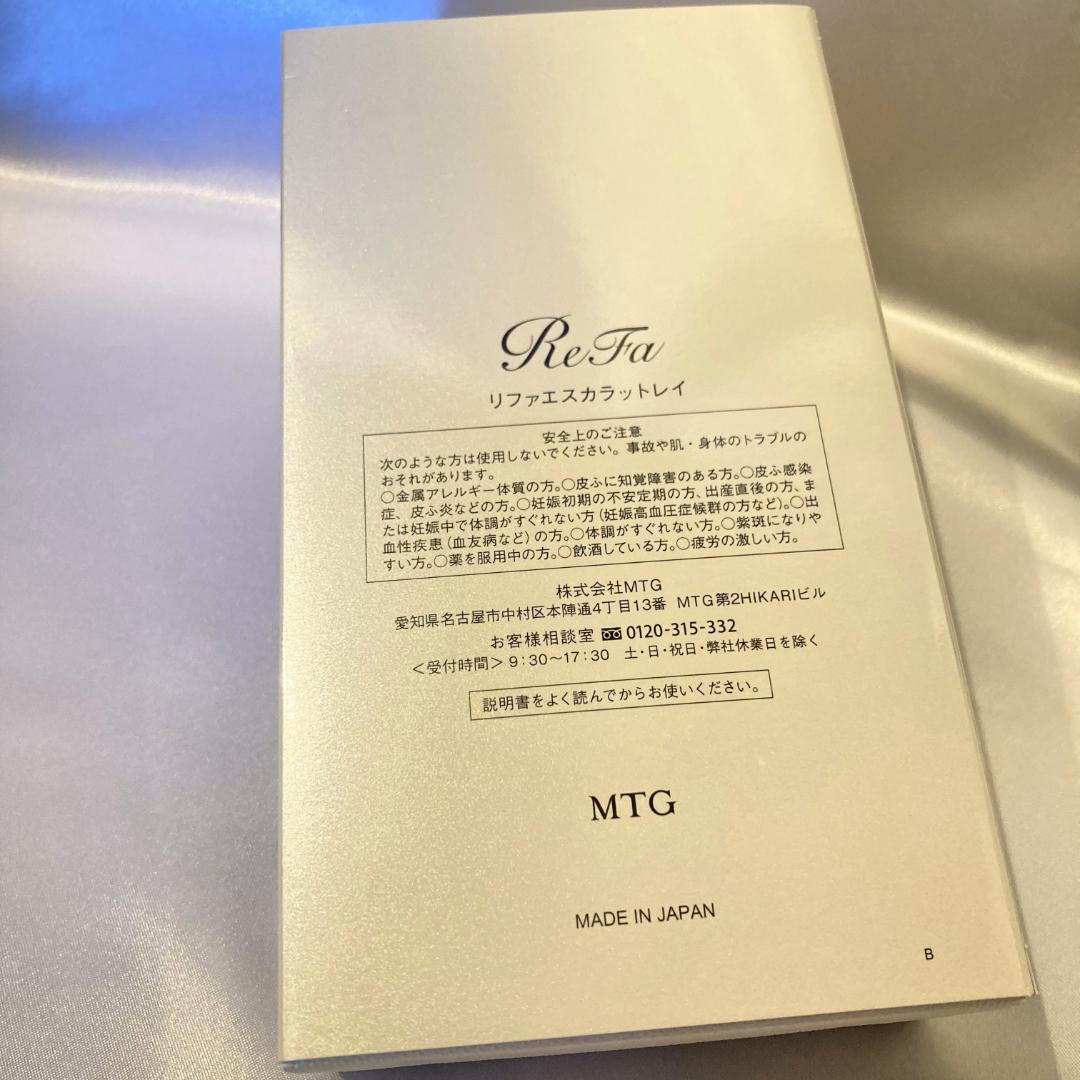 ReFa
リファエスカラットレイ
安全上のご注意
次のような方は使用しないでください。事故や肌・身体のトラブルの
おそれがあります。
○金属アレルギー体質の方。○皮ふに知覚障害のある方。○皮ふ感染
症、皮ふ炎などの方。○妊娠初期の不安定期の方、出産直後の方、ま
たは妊娠中で体調がすぐれない方(妊娠高血圧症候群の方など)。○出
血性疾患(血友病など)の方。○体調がすぐれない方。○紫斑になりや
すい方。○薬を服用中の方。○飲酒している方。○疲労の激しい方。
株式会社MTG
愛知県名古屋市中村区本陣通4丁目13番 MTG第2HIKARIビル
お客様相談室 0120-315-332
<受付時間> 9:30~17:30 土・日・祝日・弊社休業日を除く
説明書をよく読んでからお使いください。
MTG
MADE IN JAPAN
B